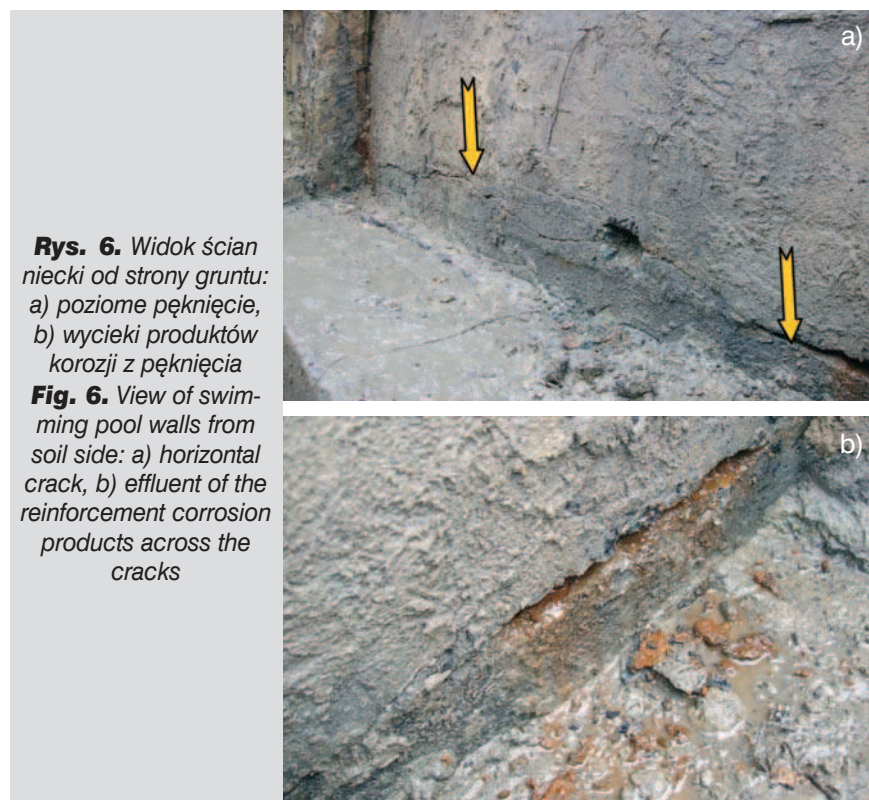 Rys. 6. Widok ścian
niecki od strony gruntu:
a) poziome pęknięcie,
b) wycieki produktów
korozji z pęknięcia
Fig. 6. View of swim-
ming pool walls from
soil side: a) horizontal
crack, b) effluent of the
reinforcement corrosion
products across the
cracks
a)
b)